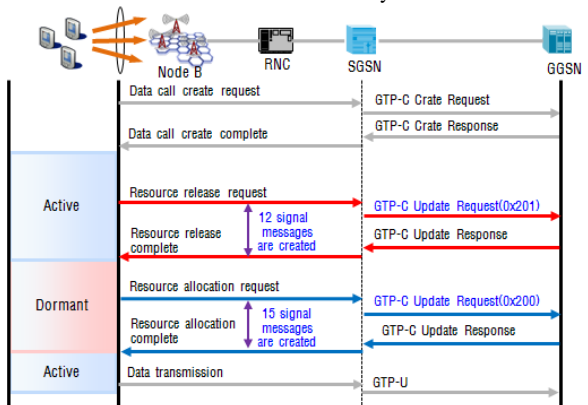 Node B
RNC
SGSN
GGSN
Data call create request
GTP-C Crate Request
GTP-C Crate Response
Data call create complete
Active
Resource release request
12 signal
messages
are created
GTP-C Update Request(0x201)
Resource release
complete
GTP-C Update Response
Dormant
Resource allocation request
15 signal
messages
are created
GTP-C Update Request(0x200)
Resource allocation
complete
GTP-C Update Response
Active
Data transmission
GTP-U